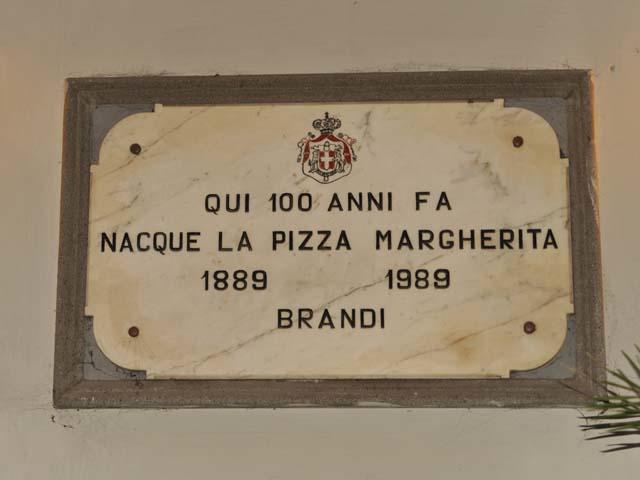 QUI 100 ANNI FA
NACQUE LA PIZZA MARGHERITA
1889 1989
BRANDI